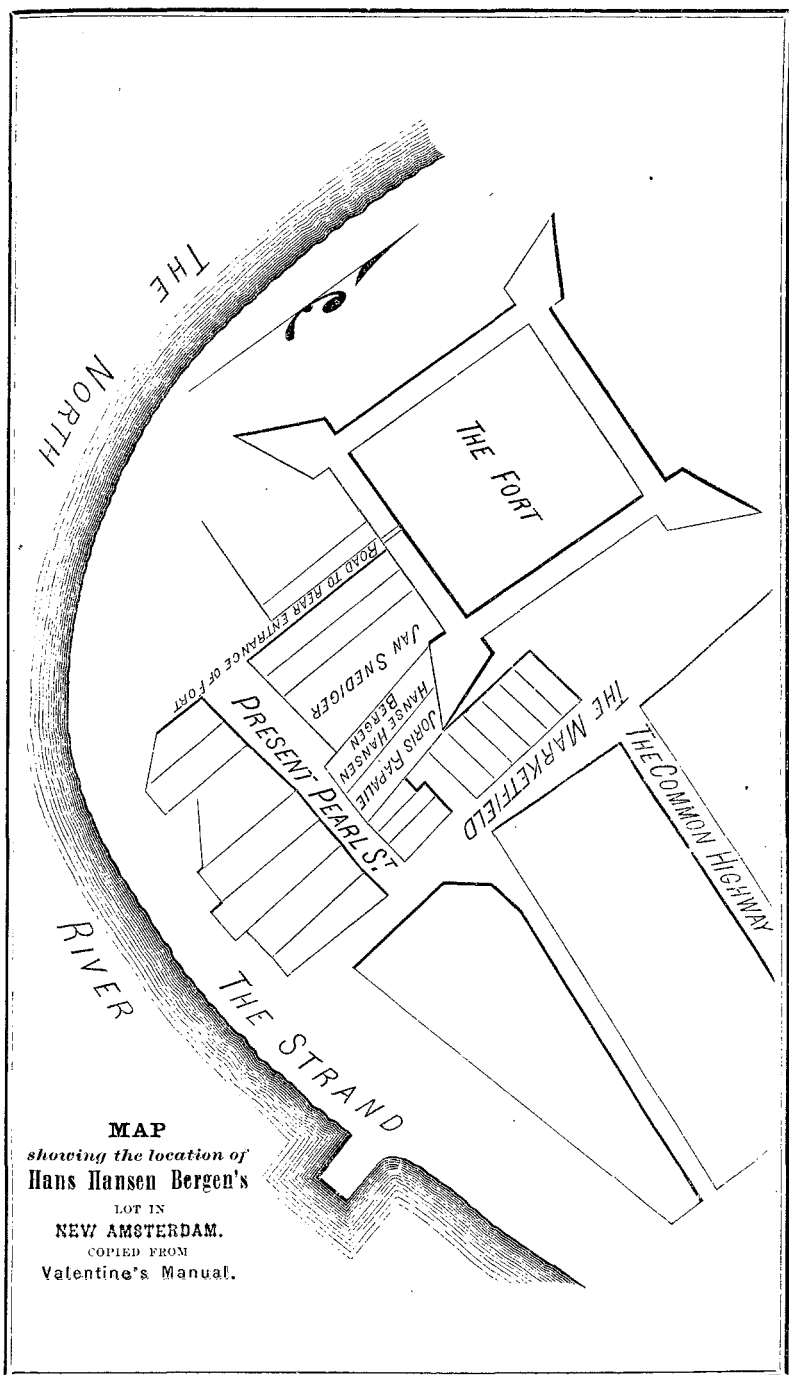 THE
NORTH
RIVER
THE FORT
ROAD TO REAR ENTRANCE OF FORT
JAN SNEDIGER
HANSE HANSEN
BERGEN
JORIS RAPALIE
PRESENT PEARL ST.
THE MARKETFIELD
THE COMMON HIGHWAY
THE STRAND
MAP
showing the location of
Hans Hansen Bergen's
LOT IN
NEW AMSTERDAM.
COPIED FROM
Valentine's Manual.